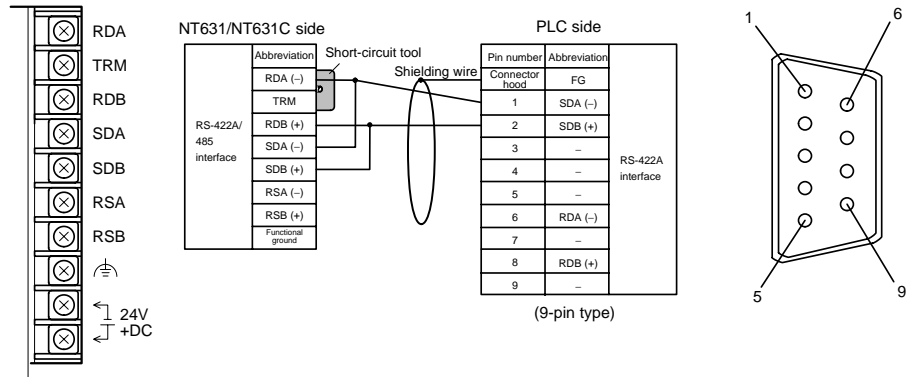 RDA
TRM
RDB
SDA
SDB
RSA
RSB
24V
+DC
NT631/NT631C side
Abbreviation
Short-circuit tool
RDA (–)
TRM
RDB (+)
SDA (–)
SDB (+)
RSA (–)
RSB (+)
Functional
ground
RS-422A/
485
interface
Shielding wire
PLC side
Pin number Abbreviation
Connector
hood
FG
1 SDA (–)
2 SDB (+)
3 –
4 –
5 –
6 RDA (–)
7 –
8 RDB (+)
9 –
RS-422A
interface
(9-pin type)
1
6
5
9